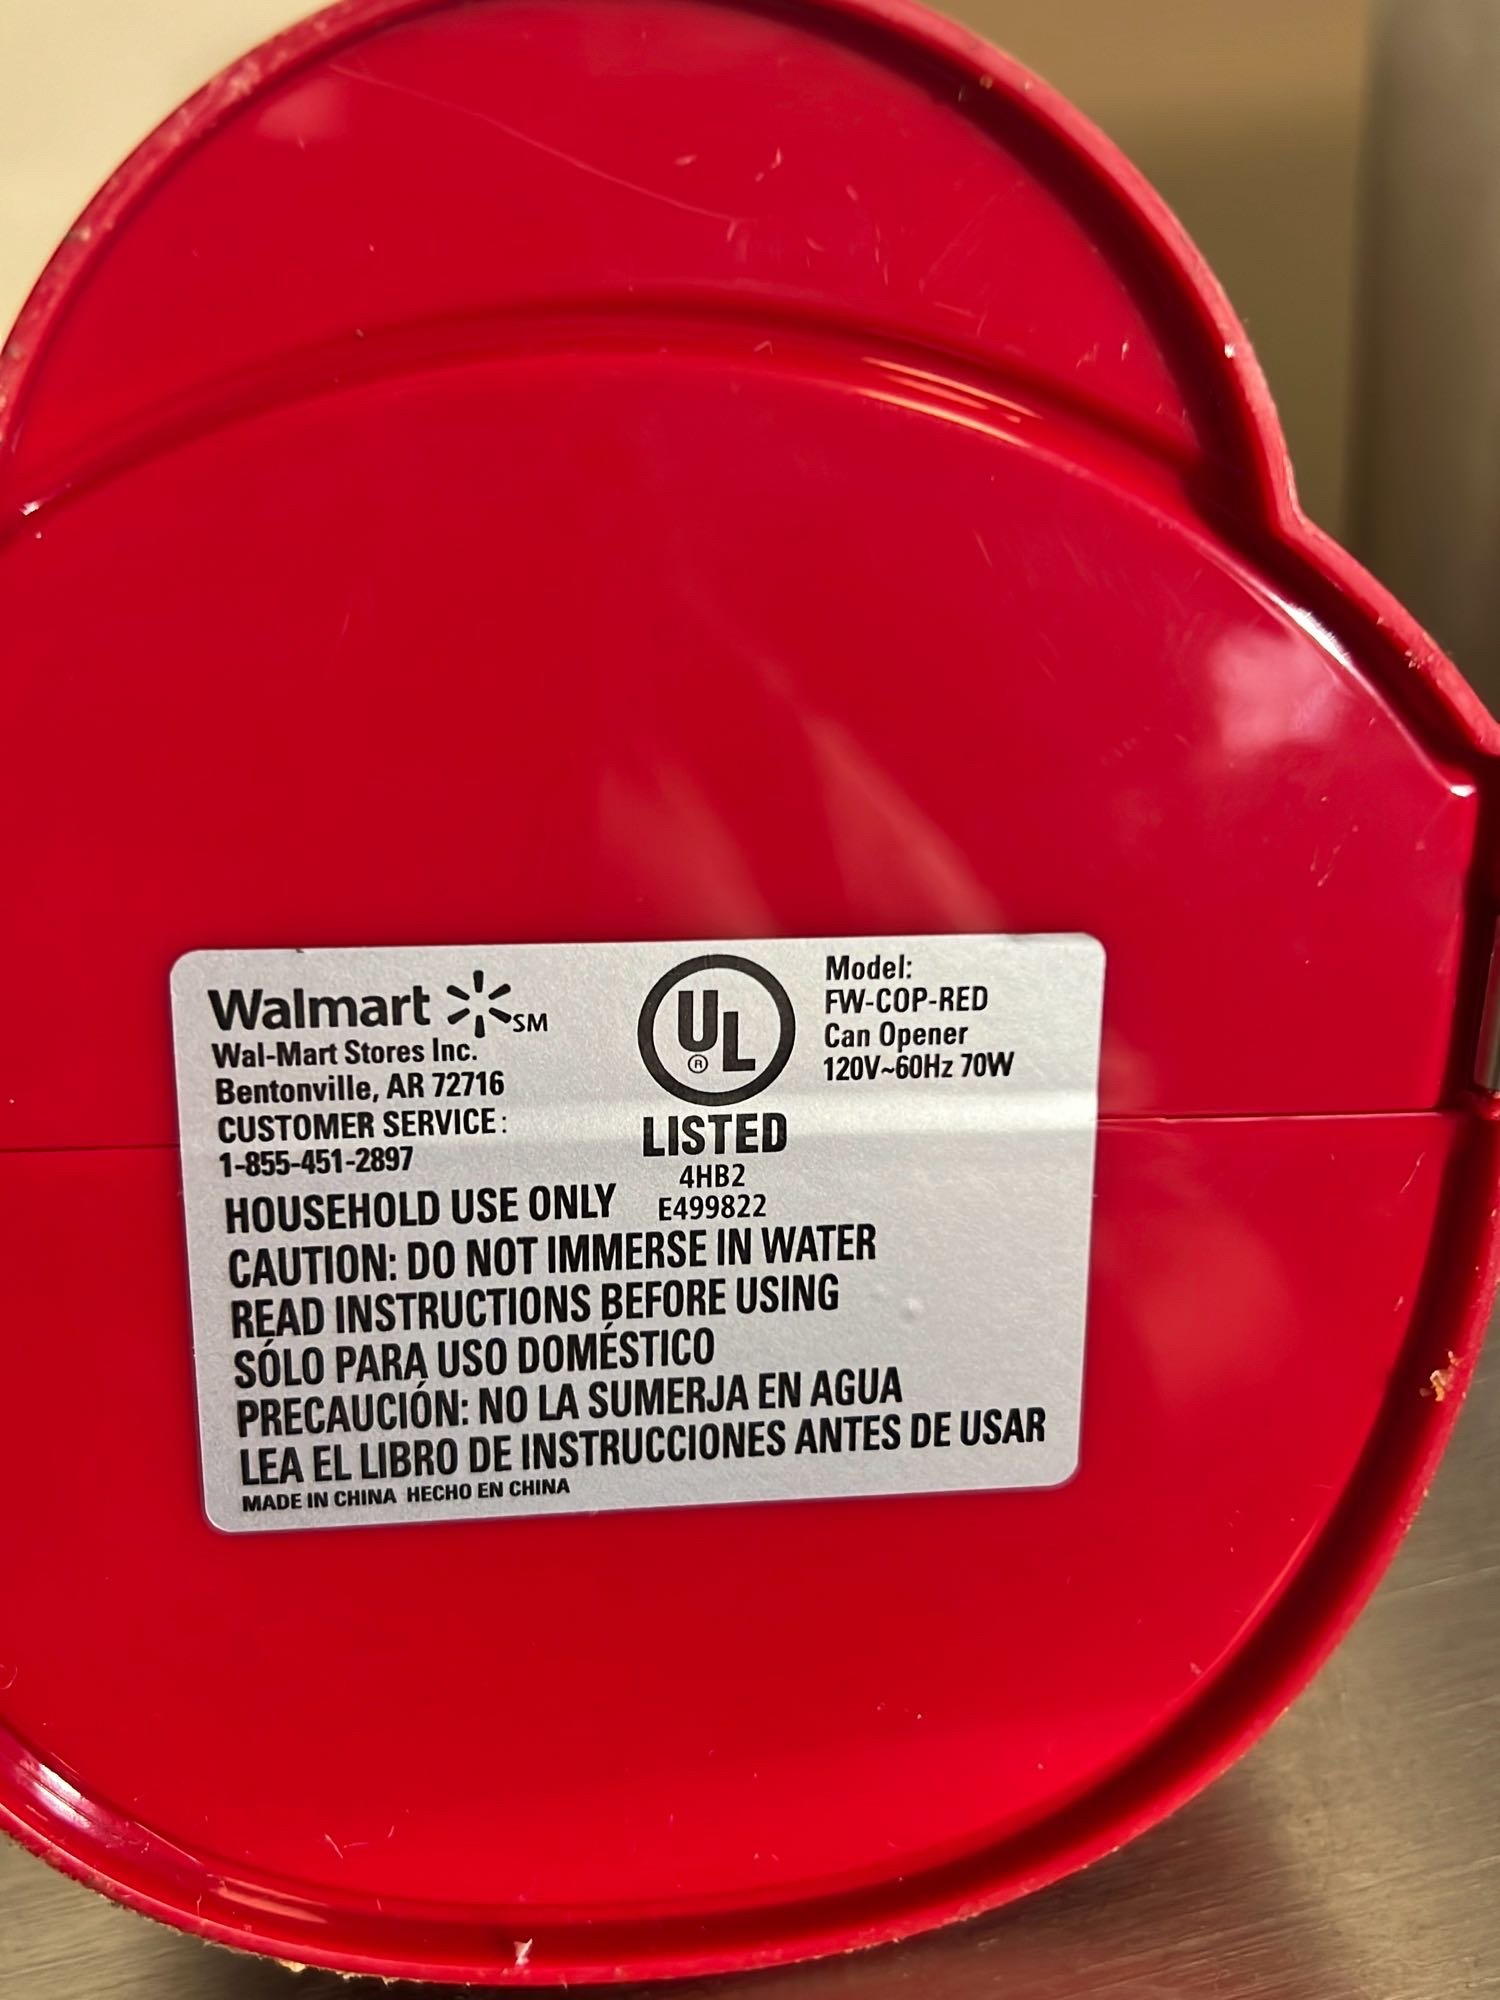 Walmart SM
Wal-Mart Stores Inc.
Bentonville, AR 72716
CUSTOMER SERVICE:
1-855-451-2897
UL ®
LISTED
4HB2
E499822
Model:
FW-COP-RED
Can Opener
120V~60Hz 70W
HOUSEHOLD USE ONLY
CAUTION: DO NOT IMMERSE IN WATER
READ INSTRUCTIONS BEFORE USING
SÓLO PARA USO DOMÉSTICO
PRECAUCIÓN: NO LA SUMERJA EN AGUA
LEA EL LIBRO DE INSTRUCCIONES ANTES DE USAR
MADE IN CHINA HECHO EN CHINA